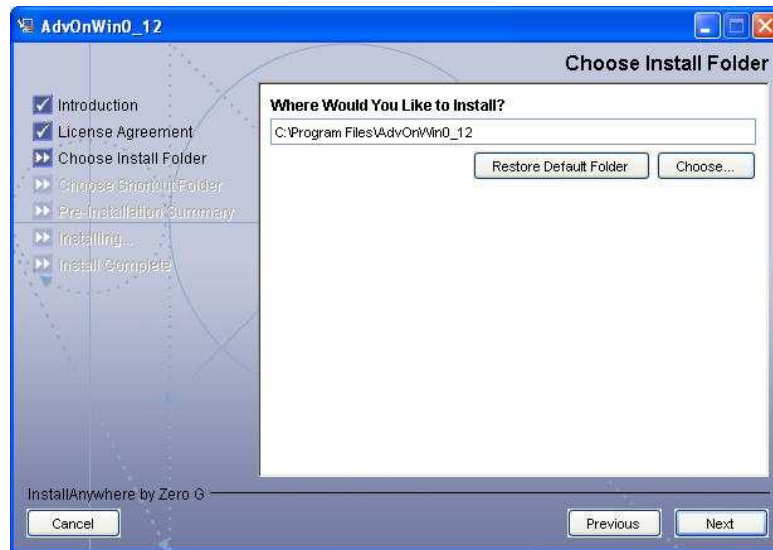 AdvOnWin0_12
Choose Install Folder
Introduction
License Agreement
Choose Install Folder
Choose Shortcut Folder
Pre-Installation Summary
Installing...
Install Complete
Where Would You Like to Install?
C:\Program Files\AdvOnWin0_12
Restore Default Folder
Choose...
InstallAnywhere by Zero G
Cancel
Previous
Next